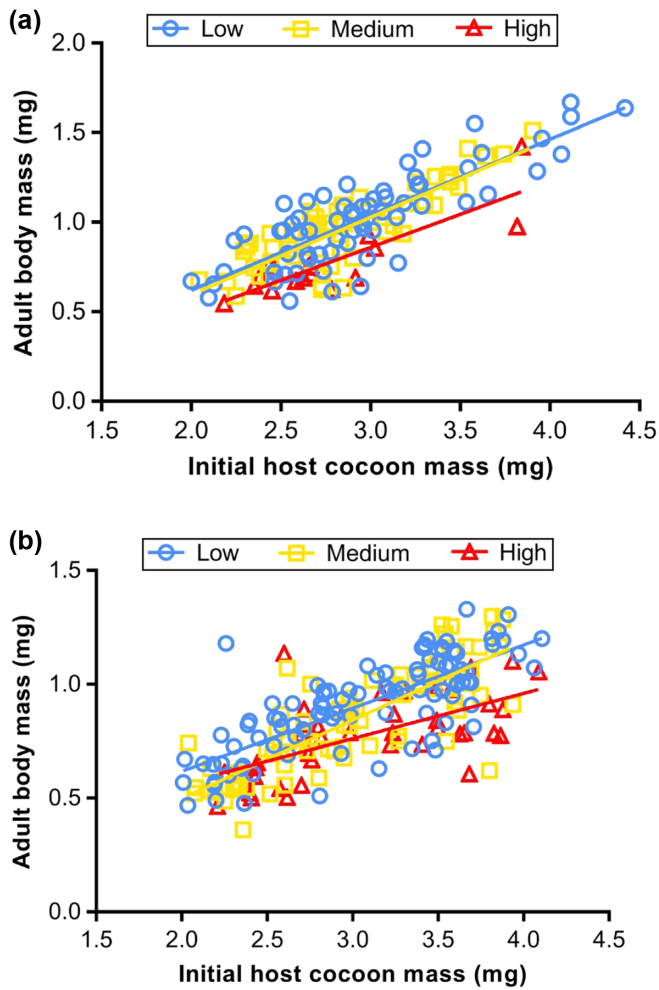 (a)
Low Medium High
2.0
1.5
1.0
0.5
0.0
Adult body mass (mg)
1.5 2.0 2.5 3.0 3.5 4.0 4.5
Initial host cocoon mass (mg)
(b)
Low Medium High
1.5
1.0
0.5
0.0
Adult body mass (mg)
1.5 2.0 2.5 3.0 3.5 4.0 4.5
Initial host cocoon mass (mg)